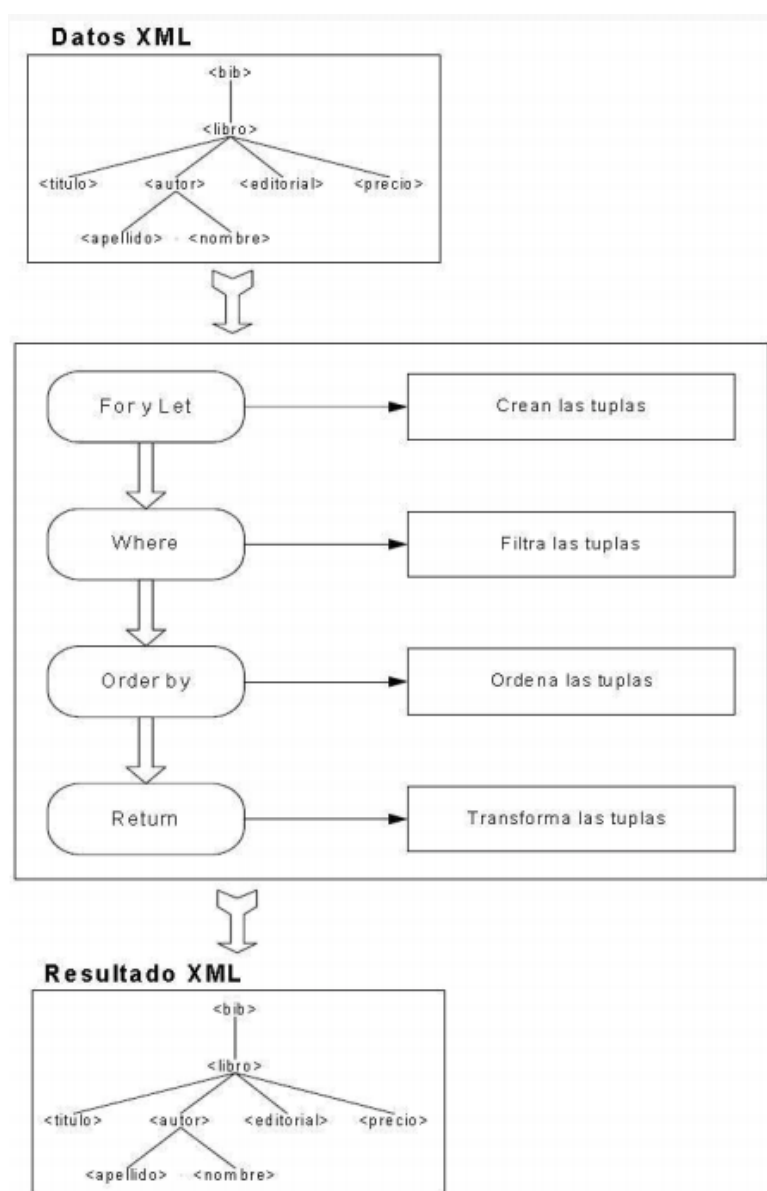 Datos XML
<bib>
<libro>
<titulo> <autor> <editorial> <precio>
<apellido> <nombre>
For y Let Crean las tuplas
Where Filtra las tuplas
Order by Ordena las tuplas
Return Transforma las tuplas
Resultado XML
<bib>
<libro>
<titulo> <autor> <editorial> <precio>
<apellido> <nombre>